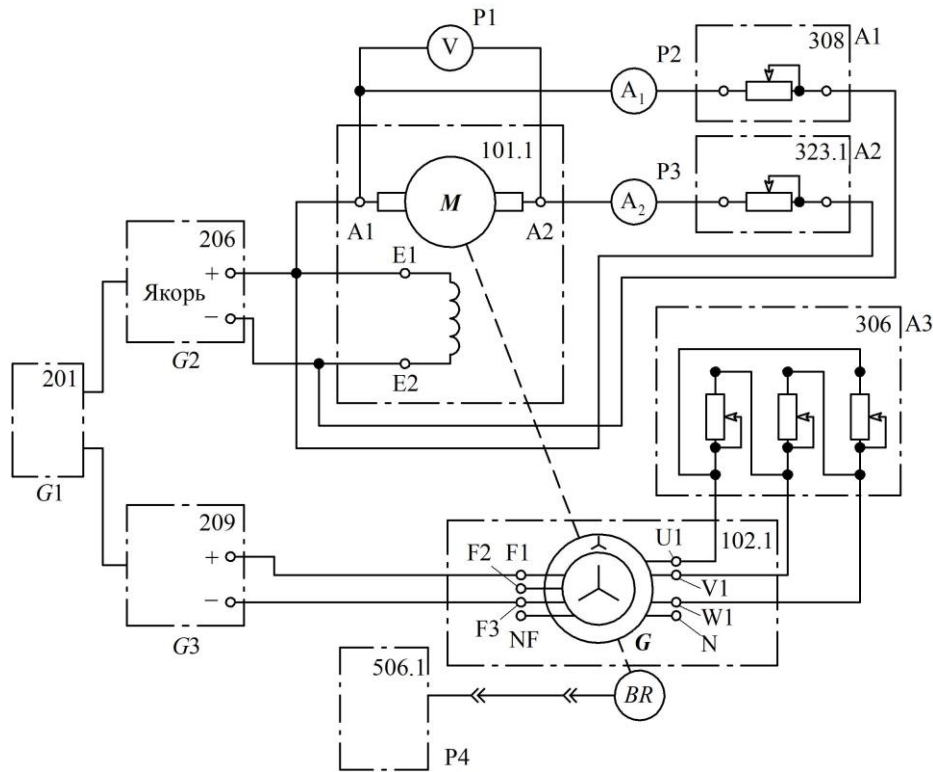 P1
V
P2
308 A1
A₁
101.1
P3
323.1 A2
M
A₂
A1
A2
206
E1
+
Якорь
306 A3
−
G2
201
E2
G1
209
102.1
U1
+
F2 F1
V1
−
F3
W1
G3
NF
G
N
506.1
BR
P4